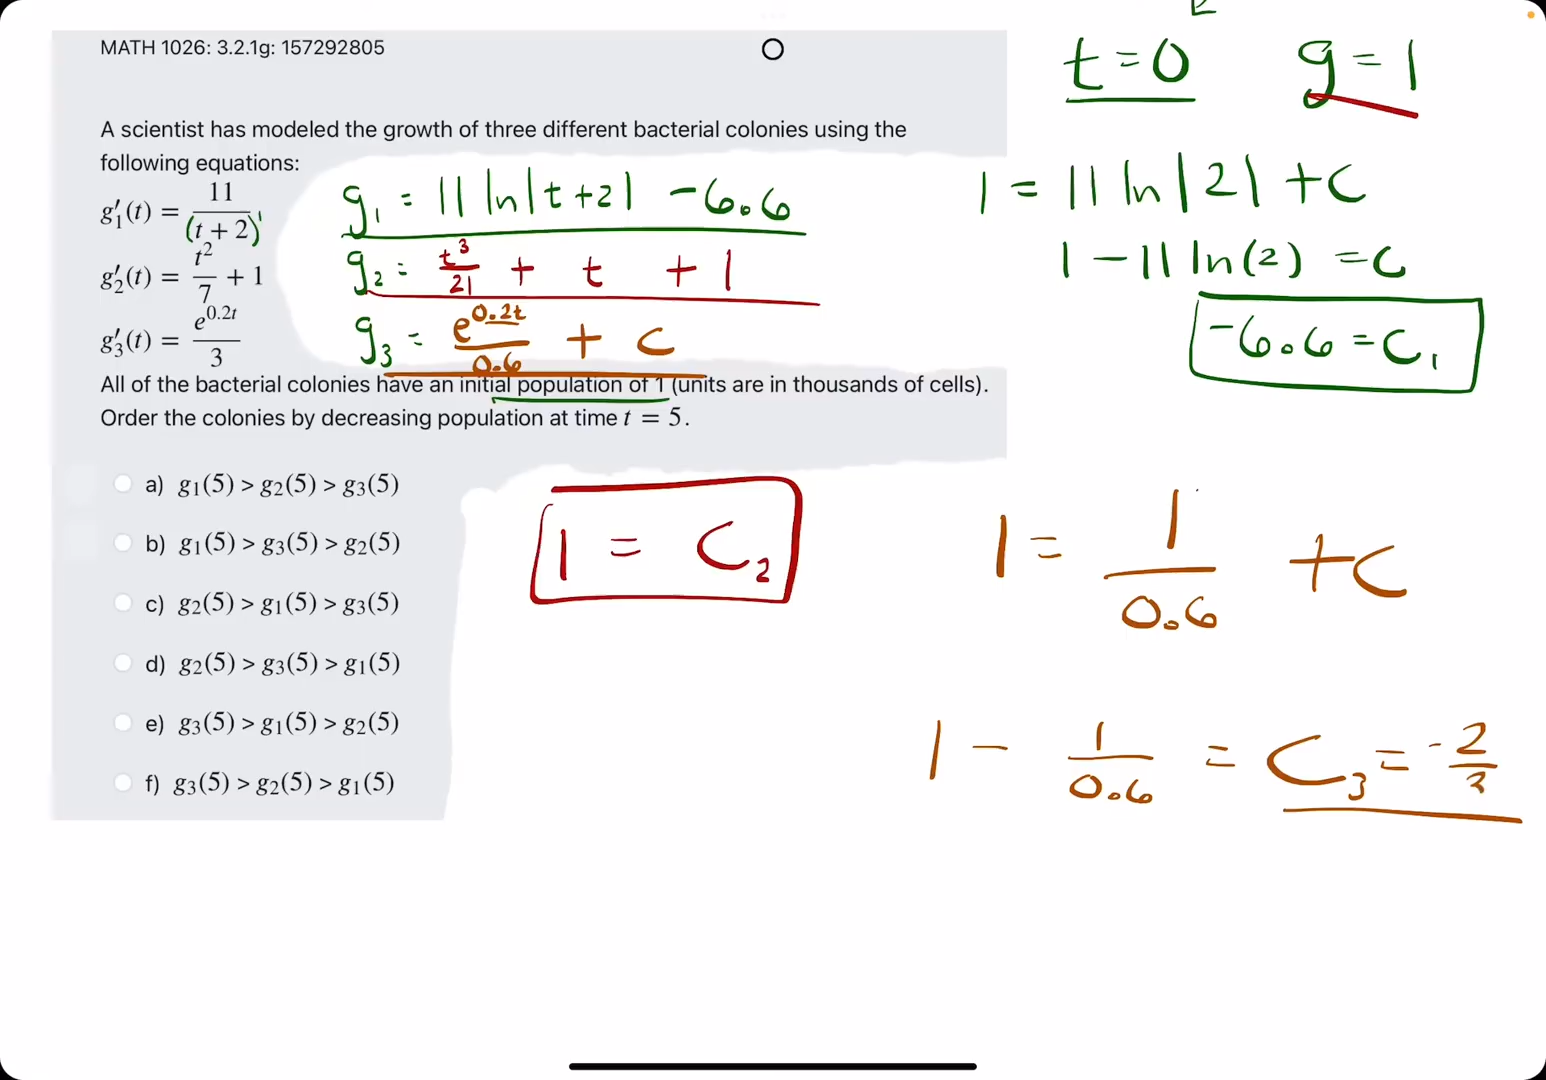 MATH 1026: 3.2.1g: 157292805
t = 0 g = 1
A scientist has modeled the growth of three different bacterial colonies using the
following equations:
g₁′(t) = 11/(t + 2)¹
g₁ = 11 ln|t + 2| - 6.6
g₂′(t) = t²/7 + 1
g₂ = t³/21 + t + 1
g₃′(t) = e^0.2t/3
g₃ = e^0.2t/0.6 + C
All of the bacterial colonies have an initial population of 1 (units are in thousands of cells).
Order the colonies by decreasing population at time t = 5.
1 = 11 ln|2| + C
1 - 11 ln(2) = C
-6.6 = C₁
a) g₁(5) > g₂(5) > g₃(5)
b) g₁(5) > g₃(5) > g₂(5)
c) g₂(5) > g₁(5) > g₃(5)
d) g₂(5) > g₃(5) > g₁(5)
e) g₃(5) > g₁(5) > g₂(5)
f) g₃(5) > g₂(5) > g₁(5)
1 = C₂
1 = 1/0.6 + C
1 - 1/0.6 = C₃ = -2/3